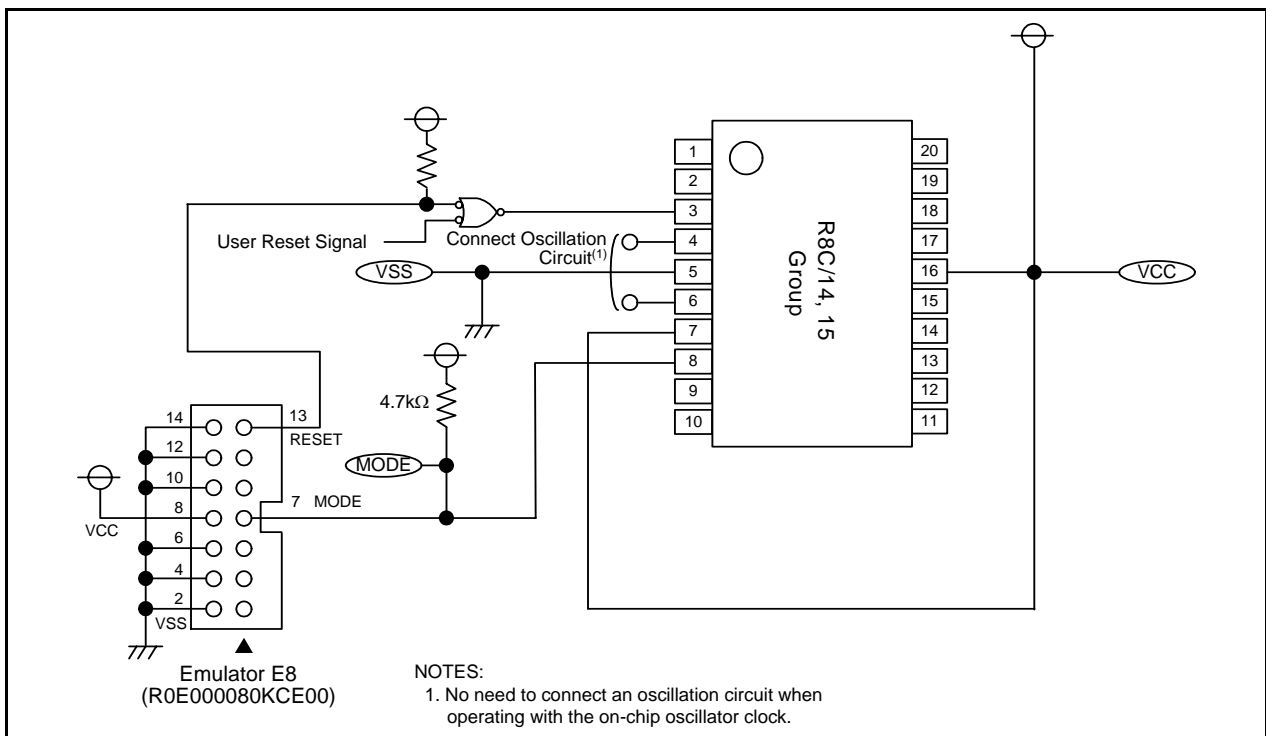 1
2
3
4
5
6
7
8
9
10
20
19
18
17
16
15
14
13
12
11
R8C/14, 15
Group
User Reset Signal
Connect Oscillation
Circuit(1)
VSS
VCC
4.7kΩ
MODE
14
12
10
8
6
4
2
VCC
VSS
13
RESET
7 MODE
Emulator E8
(R0E000080KCE00)
NOTES:
1. No need to connect an oscillation circuit when
operating with the on-chip oscillator clock.